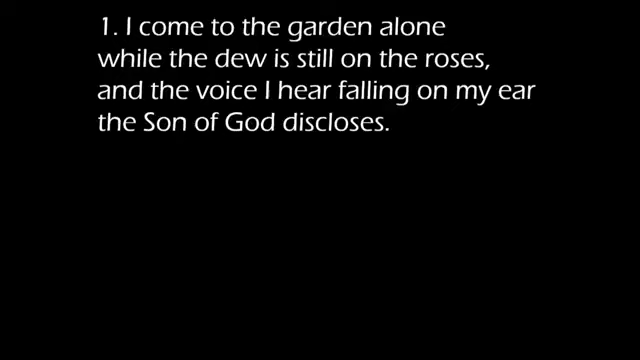 1. I come to the garden alone
while the dew is still on the roses,
and the voice I hear falling on my ear
the Son of God discloses.